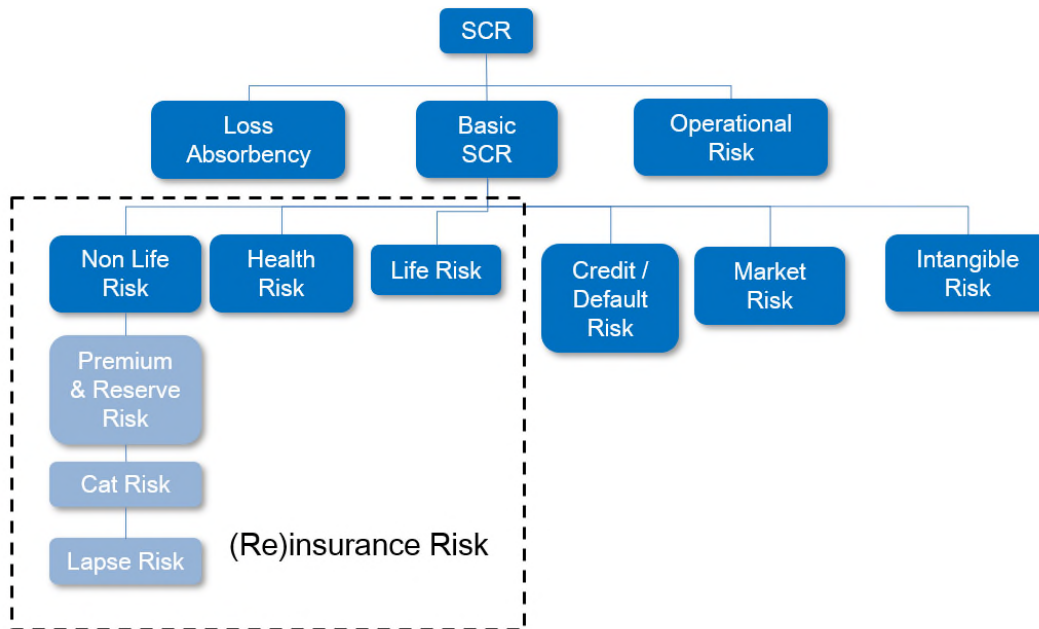 SCR
Loss
Absorbency
Basic
SCR
Operational
Risk
Non Life
Risk
Health
Risk
Life Risk
Credit /
Default
Risk
Market
Risk
Intangible
Risk
Premium
& Reserve
Risk
Cat Risk
Lapse Risk
(Re)insurance Risk